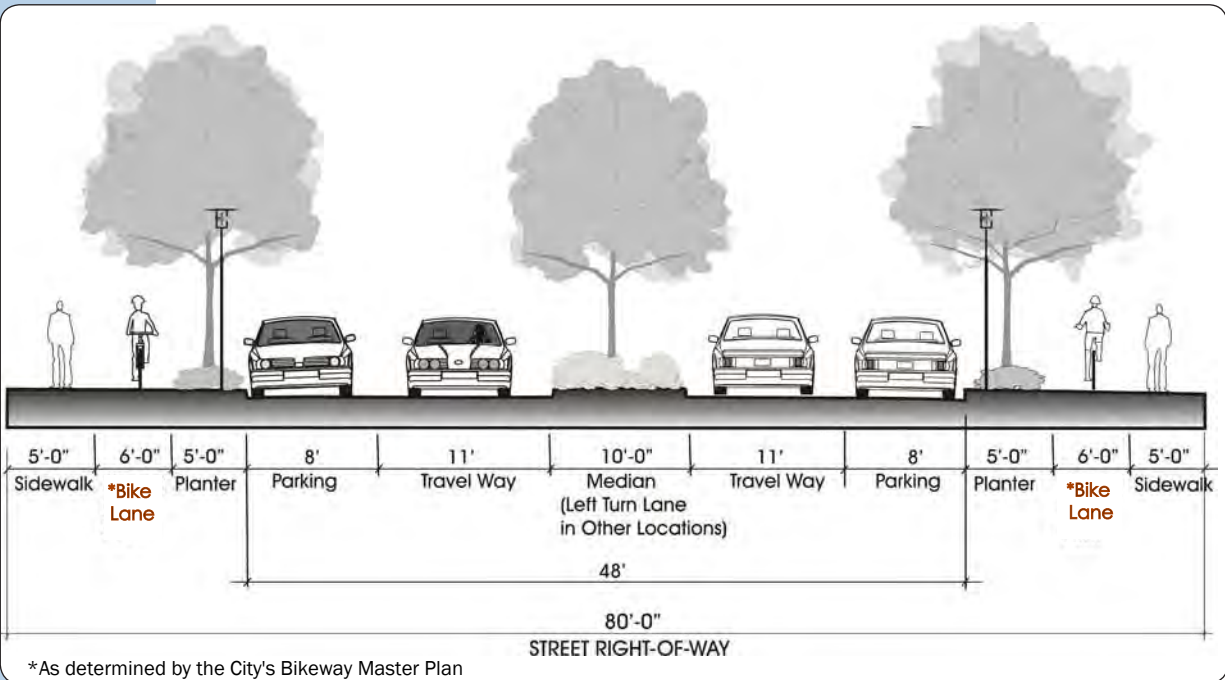 5'-0" 6'-0" 5'-0" 8' 11' 10'-0" 11' 8' 5'-0" 6'-0" 5'-0"
Sidewalk *Bike Planter Parking Travel Way Median Travel Way Parking Planter *Bike Sidewalk
Lane (Left Turn Lane Lane
in Other Locations)
48'
80'-0"
STREET RIGHT-OF-WAY
*As determined by the City's Bikeway Master Plan